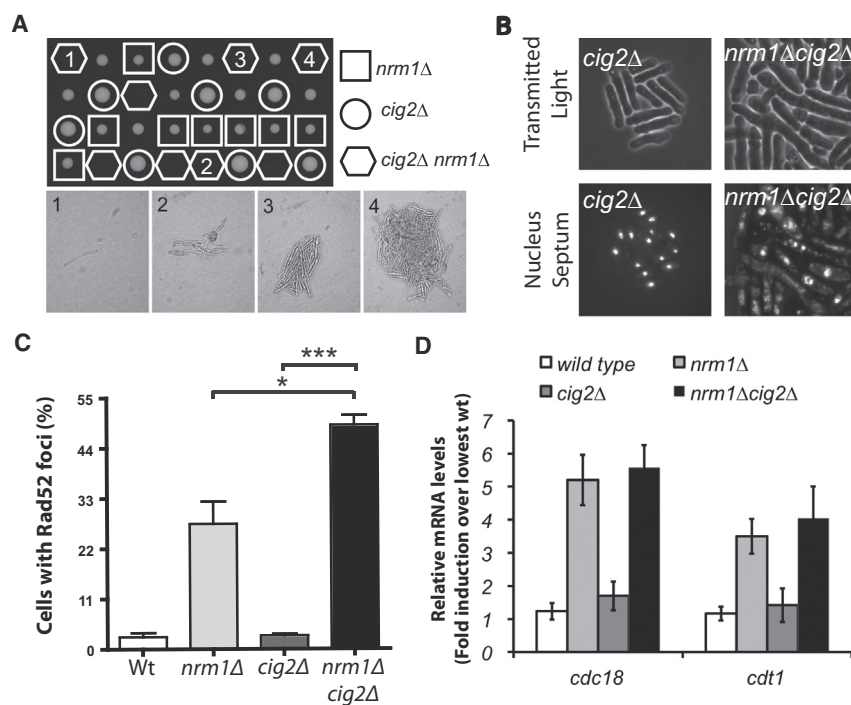 A
1
3
4
2
nrm1Δ
cig2Δ
cig2Δ nrm1Δ
1
2
3
4
B
Transmitted
Light
cig2Δ
nrm1Δcig2Δ
Nucleus
Septum
cig2Δ
nrm1Δcig2Δ
C
***
*
Cells with Rad52 foci (%)
55
44
33
22
11
0
Wt
nrm1Δ
cig2Δ
nrm1Δ
cig2Δ
D
wild type
nrm1Δ
cig2Δ
nrm1Δcig2Δ
Relative mRNA levels
(Fold induction over lowest wt)
7
6
5
4
3
2
1
0
cdc18
cdt1